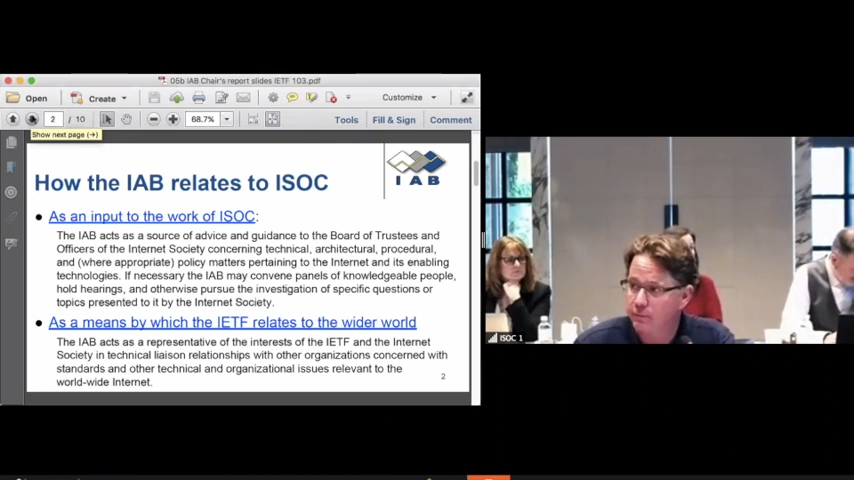 05b IAB Chair's report slides IETF 103.pdf
Open
Create
Customize
2 / 10
68.7%
Tools
Fill & Sign
Comment
Show next page (→)
IAB
How the IAB relates to ISOC
● As an input to the work of ISOC:
The IAB acts as a source of advice and guidance to the Board of Trustees and
Officers of the Internet Society concerning technical, architectural, procedural,
and (where appropriate) policy matters pertaining to the Internet and its enabling
technologies. If necessary the IAB may convene panels of knowledgeable people,
hold hearings, and otherwise pursue the investigation of specific questions or
topics presented to it by the Internet Society.
● As a means by which the IETF relates to the wider world
The IAB acts as a representative of the interests of the IETF and the Internet
Society in technical liaison relationships with other organizations concerned with
standards and other technical and organizational issues relevant to the
world-wide Internet.
2
ISOC 1